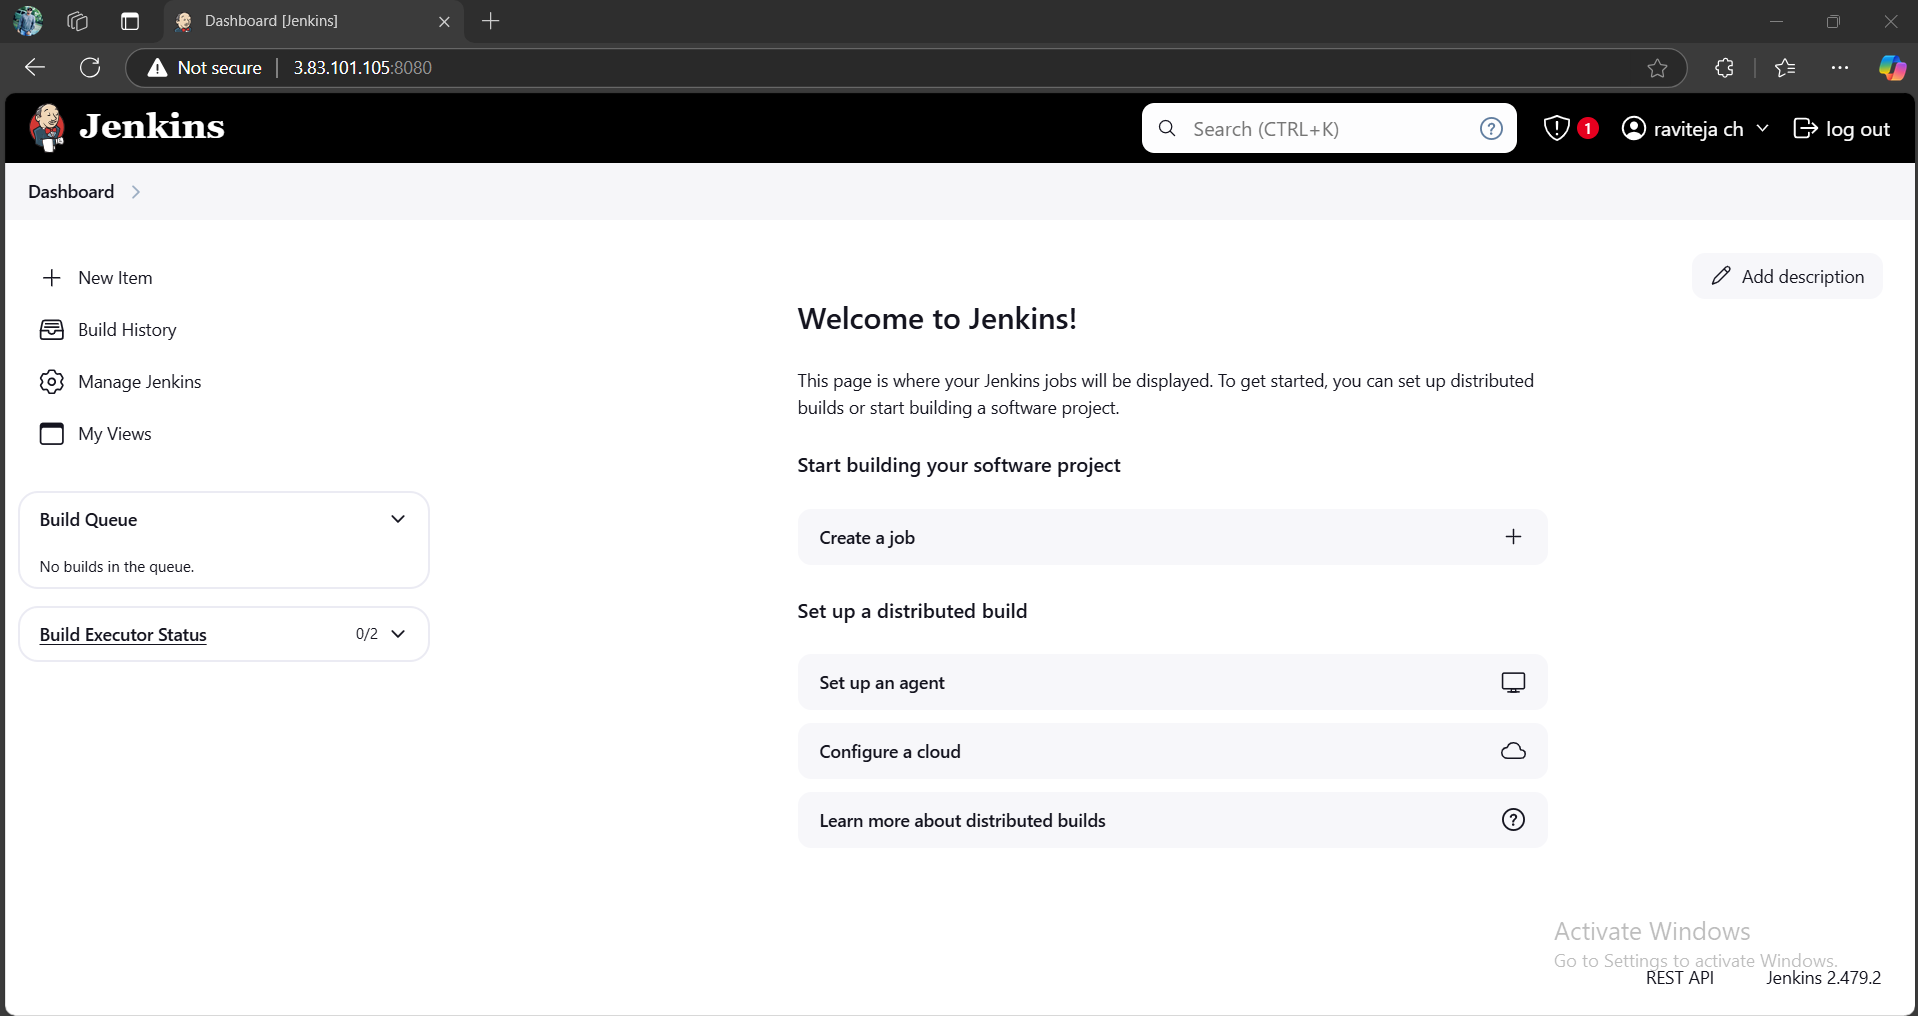 Dashboard [Jenkins]
Not secure
3.83.101.105:8080
Jenkins
Search (CTRL+K)
1
raviteja ch
log out
Dashboard
New Item
Build History
Manage Jenkins
My Views
Build Queue
No builds in the queue.
Build Executor Status
0/2
Add description
Welcome to Jenkins!
This page is where your Jenkins jobs will be displayed. To get started, you can set up distributed
builds or start building a software project.
Start building your software project
Create a job
Set up a distributed build
Set up an agent
Configure a cloud
Learn more about distributed builds
Activate Windows
Go to Settings to activate Windows.
REST API
Jenkins 2.479.2